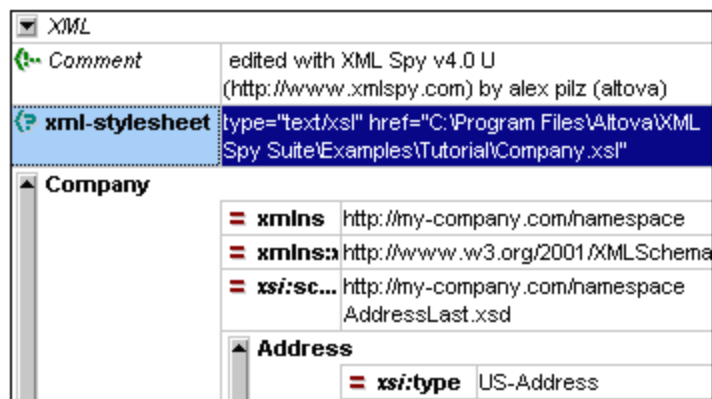 XML
Comment edited with XML Spy v4.0 U
(http://www.xmlspy.com) by alex pilz (altova)
xml-stylesheet type="text/xsl" href="C:\Program Files\Altova\XML
Spy Suite\Examples\Tutorial\Company.xsl"
Company
= xmlns http://my-company.com/namespace
= xmlns:x http://www.w3.org/2001/XMLSchema
= xsi:sc... http://my-company.com/namespace
AddressLast.xsd
Address
= xsi:type US-Address